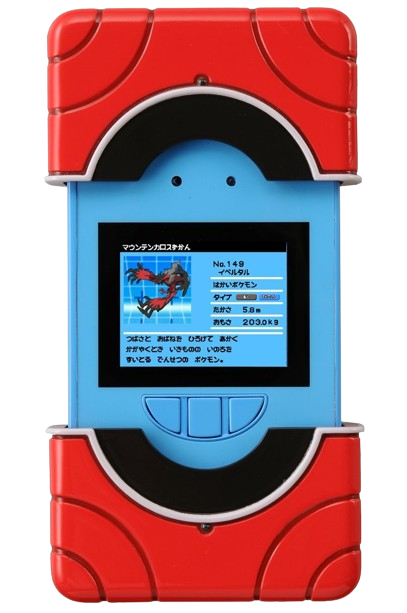 マウンテンカロスずかん
No.149
イベルタル
はかいポケモン
タイプ
たかさ 5.8m
おもさ 203.0kg
つばさと おばねを ひろげて あかく
かがやくとき いきものの いのちを
すいとる でんせつの ポケモン。